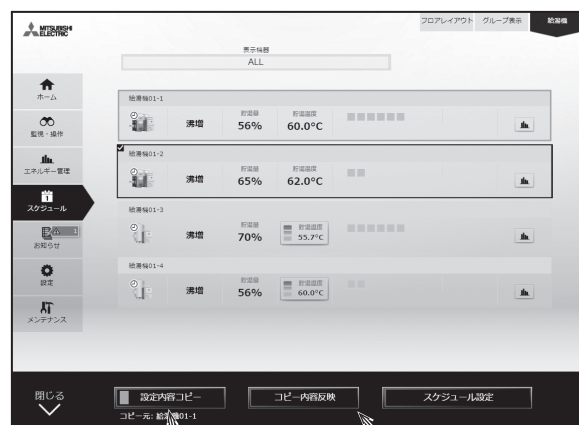 MITSUBISHI
ELECTRIC
フロアレイアウト グループ表示 給湯機
表示機器
ALL
ホーム
監視・操作
エネルギー管理
1
スケジュール
1
お知らせ
設定
メンテナンス
給湯機01-1
沸増 貯湯量 56% 貯湯温度 60.0°C
給湯機01-2
沸増 貯湯量 65% 貯湯温度 62.0°C
給湯機01-3
沸増 貯湯量 70% 貯湯温度 55.7°C
給湯機01-4
沸増 貯湯量 56% 貯湯温度 60.0°C
閉じる
設定内容コピー コピー内容反映 スケジュール設定
コピー元: 給湯機01-1